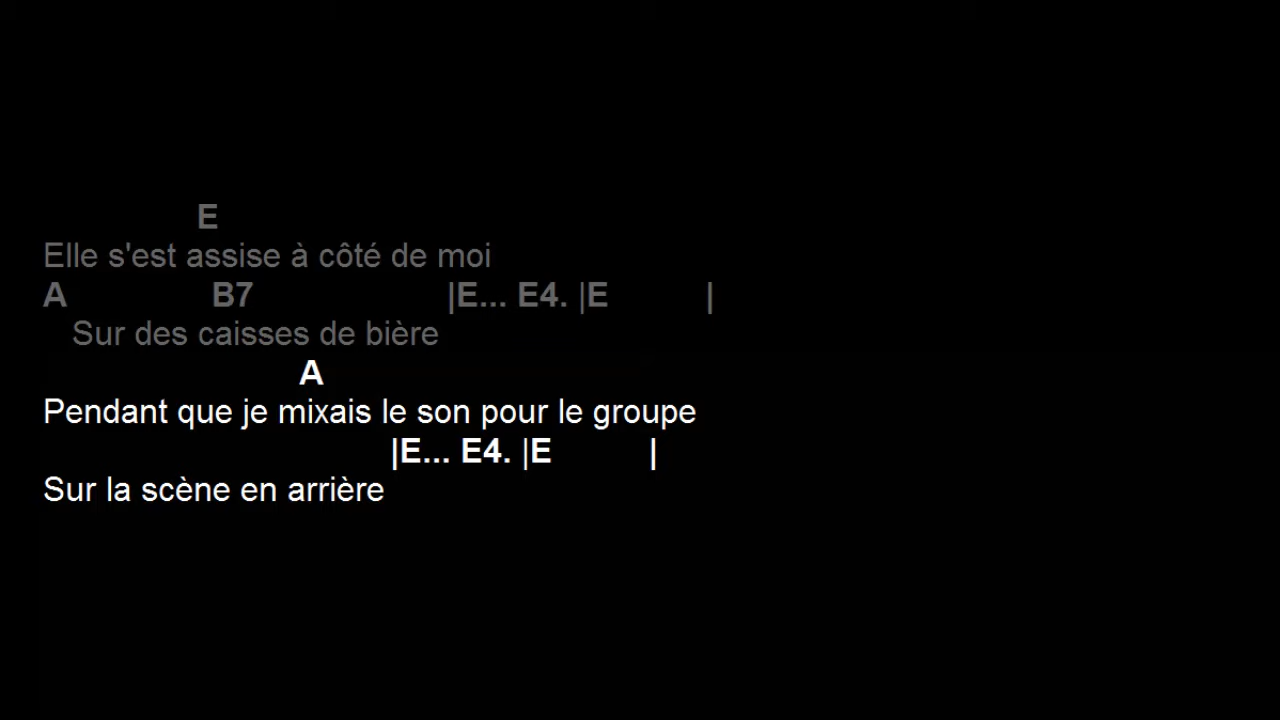 E
Elle s'est assise à côté de moi
A B7 |E... E4. |E |
Sur des caisses de bière
A
Pendant que je mixais le son pour le groupe
|E... E4. |E |
Sur la scène en arrière